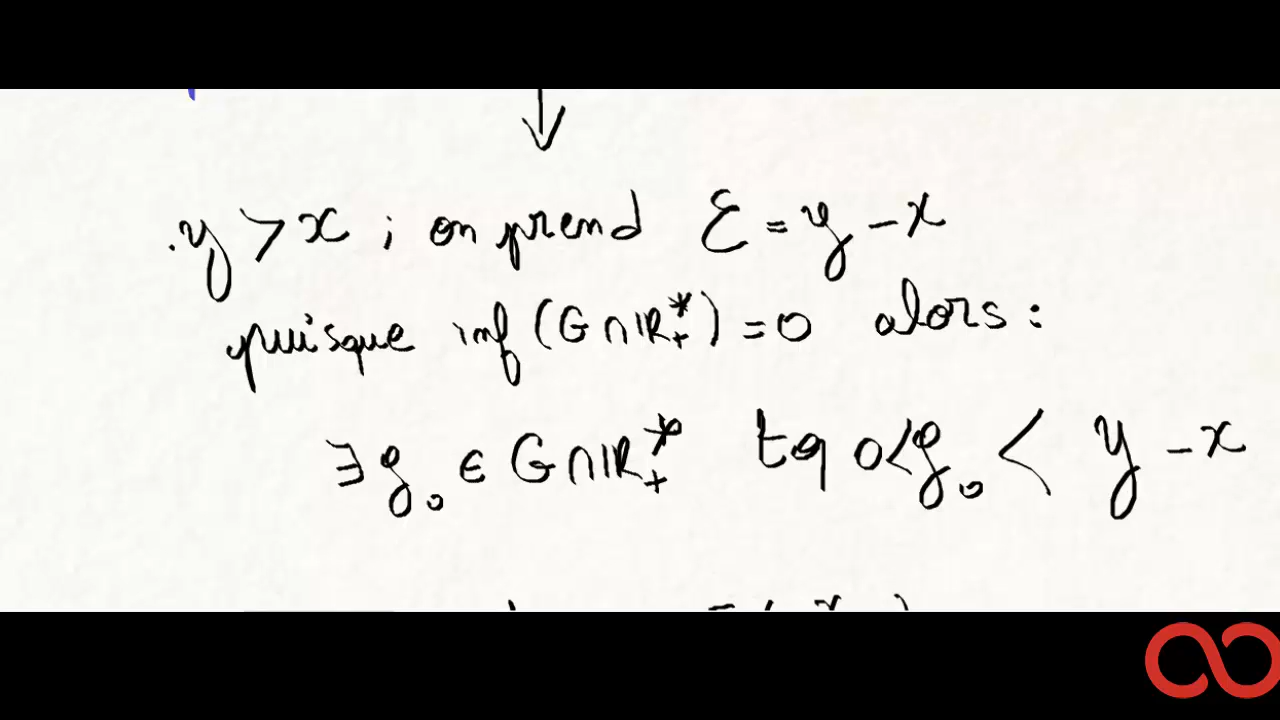 .y > x ; on prend ε = y - x
puisque inf (G ∩ ℝ₊*) = 0 alors :
∃ g₀ ∈ G ∩ ℝ₊* tq 0 < g₀ < y - x